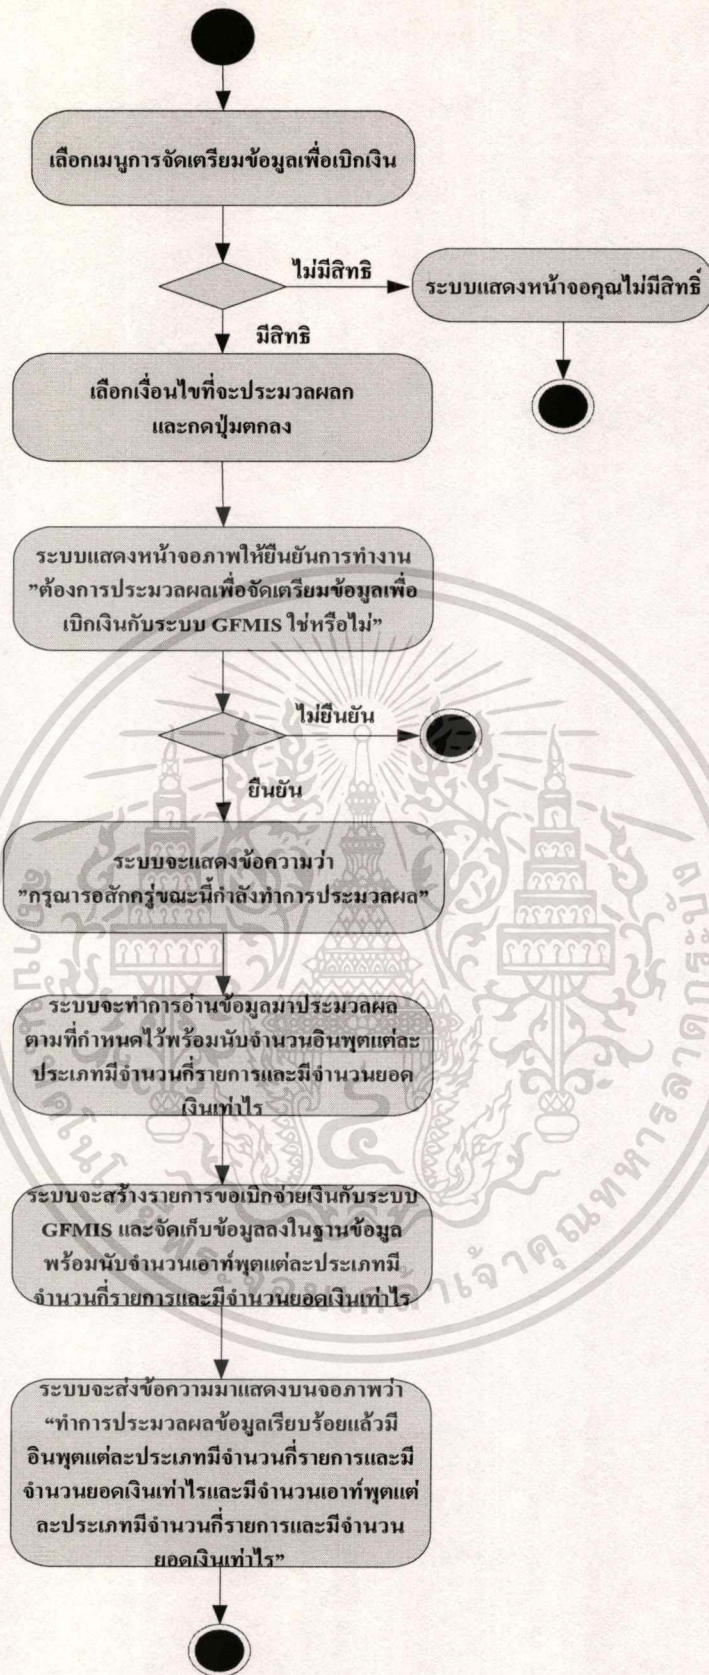 เลือกเมนูการจัดเตรียมข้อมูลเพื่อเบิกเงิน
ไม่มีสิทธิ
ระบบแสดงหน้าจอคุณไม่มีสิทธิ์
มีสิทธิ
เลือกเงื่อนไขที่จะประมวลผลก
และกดปุ่มตกลง
ระบบแสดงหน้าจอภาพให้ยืนยันการทำงาน
”ต้องการประมวลผลเพื่อจัดเตรียมข้อมูลเพื่อ
เบิกเงินกับระบบ GFMIS ใช่หรือไม่”
ไม่ยืนยัน
ยืนยัน
ระบบจะแสดงข้อความว่า
”กรุณารอสักครู่ขณะนี้กำลังทำการประมวลผล”
ระบบจะทำการอ่านข้อมูลมาประมวลผล
ตามที่กำหนดไว้พร้อมนับจำนวนอินพุตแต่ละ
ประเภทมีจำนวนกี่รายการและมีจำนวนยอด
เงินเท่าไร
ระบบจะสร้างรายการขอเบิกจ่ายเงินกับระบบ
GFMIS และจัดเก็บข้อมูลลงในฐานข้อมูล
พร้อมนับจำนวนเอาท์พุตแต่ละประเภทมี
จำนวนกี่รายการและมีจำนวนยอดเงินเท่าไร
ระบบจะส่งข้อความมาแสดงบนจอภาพว่า
“ทำการประมวลผลข้อมูลเรียบร้อยแล้วมี
อินพุตแต่ละประเภทมีจำนวนกี่รายการและมี
จำนวนยอดเงินเท่าไรและมีจำนวนเอาท์พุตแต่
ละประเภทมีจำนวนกี่รายการและมีจำนวน
ยอดเงินเท่าไร”